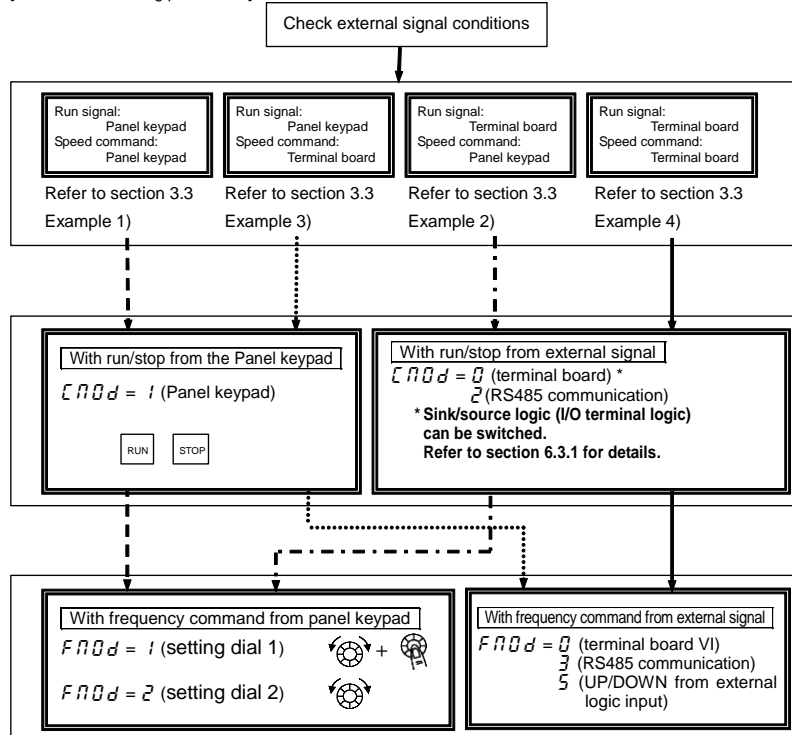 Check external signal conditions
Run signal:
Panel keypad
Speed command:
Panel keypad
Run signal:
Panel keypad
Speed command:
Terminal board
Run signal:
Terminal board
Speed command:
Panel keypad
Run signal:
Terminal board
Speed command:
Terminal board
Refer to section 3.3
Example 1)
Refer to section 3.3
Example 3)
Refer to section 3.3
Example 2)
Refer to section 3.3
Example 4)
With run/stop from the Panel keypad
CMOd = 1 (Panel keypad)
RUN STOP
With run/stop from external signal
CMOd = 0 (terminal board) *
2 (RS485 communication)
* Sink/source logic (I/O terminal logic)
can be switched.
Refer to section 6.3.1 for details.
With frequency command from panel keypad
FMOd = 1 (setting dial 1) +
FMOd = 2 (setting dial 2)
With frequency command from external signal
FMOd = 0 (terminal board VI)
3 (RS485 communication)
5 (UP/DOWN from external
logic input)